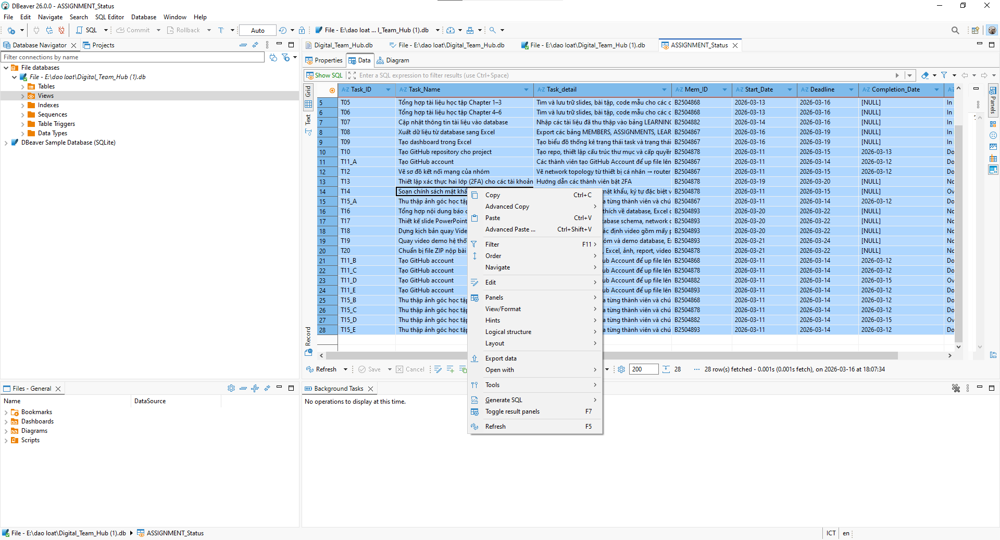 DBeaver 26.0.0 - ASSIGNMENT_Status
File Edit Navigate Search SQL Editor Database Window Help
SQL Commit Rollback Auto File - E:\dao loat ... l_Team_Hub (1).db
Database Navigator Projects
Filter connections by name
File databases
File - E:\dao loat\Digital_Team_Hub (1).db
Tables
Views
Indexes
Sequences
Table Triggers
Data Types
DBeaver Sample Database (SQLite)
Digital_Team_Hub.db File - E:\dao loat\Digital_Team_Hub.db File - E:\dao loat\Digital_Team_Hub (1).db ASSIGNMENT_Status
Properties Data Diagram
Show SQL Enter a SQL expression to filter results (use Ctrl+Space)
Grid
Text
Record
Panels
Task_ID Task_Name Task_detail Mem_ID Start_Date Deadline Completion_Date
5 T05 Tổng hợp tài liệu học tập Chapter 1–3 Tìm và lưu trữ slides, bài tập, code mẫu cho các c B2504868 2026-03-13 2026-03-16 [NULL] In
6 T06 Tổng hợp tài liệu học tập Chapter 4–6 Tìm và lưu trữ slides, bài tập, code mẫu cho các c B2504868 2026-03-13 2026-03-16 [NULL] In
7 T07 Cập nhật thông tin tài liệu vào database Nhập các tài liệu đã thu thập vào bảng LEARNING B2504882 2026-03-14 2026-03-16 [NULL] In
8 T08 Xuất dữ liệu từ database sang Excel Export các bảng MEMBERS, ASSIGNMENTS, LEAR B2504867 2026-03-16 2026-03-19 [NULL] In
9 T09 Tạo dashboard trong Excel Tạo biểu đồ thống kê trạng thái task và trạng thái B2504867 2026-03-16 2026-03-19 [NULL] In
10 T10 Tạo GitHub repository cho project Tạo repo, thiết lập cấu trúc thư mục và cấp quyền B2504878 2026-03-11 2026-03-15 2026-03-13 Do
11 T11_A Tạo GitHub account Các thành viên tạo GitHub Account để up file lên B2504867 2026-03-11 2026-03-14 2026-03-12 Do
12 T12 Vẽ sơ đồ kết nối mạng của nhóm Vẽ network topology từ thiết bị cá nhân → router B2504867 2026-03-11 2026-03-15 2026-03-12 Do
13 T13 Thiết lập xác thực hai lớp (2FA) cho các tài khoản Hướng dẫn các thành viên bật 2FA B2504878 2026-03-19 2026-03-20 [NULL] No
14 T14 Soạn chính sách mật khẩ mật khẩu, ký tự đặc biệt v B2504878 2026-03-11 2026-03-15 [NULL] Ov
15 T15_A Thu thập ảnh góc học tập a từng thành viên và chú B2504867 2026-03-11 2026-03-14 2026-03-12 Do
16 T16 Tổng hợp nội dung báo c thích về database, Excel c B2504893 2026-03-20 2026-03-22 [NULL] No
17 T17 Thiết kế slide PowerPoint tabase schema, network c B2504893 2026-03-20 2026-03-22 [NULL] No
18 T18 Dựng kịch bản quay Vide ác định video gồm mấy p B2504893 2026-03-20 2026-03-22 [NULL] No
19 T19 Quay video demo hệ thố óm và demo database, Ex B2504893 2026-03-21 2026-03-24 [NULL] No
20 T20 Chuẩn bị file ZIP nộp bài , Excel, ảnh, report, video B2504878 2026-03-21 2026-03-22 [NULL] No
21 T11_B Tạo GitHub account ub Account để up file lên B2504868 2026-03-11 2026-03-14 2026-03-12 Do
22 T11_C Tạo GitHub account ub Account để up file lên B2504878 2026-03-11 2026-03-14 2026-03-12 Do
23 T11_D Tạo GitHub account ub Account để up file lên B2504882 2026-03-11 2026-03-14 2026-03-15 Ov
24 T11_E Tạo GitHub account ub Account để up file lên B2504893 2026-03-11 2026-03-14 2026-03-12 Do
25 T15_B Thu thập ảnh góc học tập a từng thành viên và chú B2504868 2026-03-11 2026-03-14 2026-03-12 Do
26 T15_C Thu thập ảnh góc học tập a từng thành viên và chú B2504878 2026-03-11 2026-03-14 2026-03-12 Do
27 T15_D Thu thập ảnh góc học tập a từng thành viên và chú B2504882 2026-03-11 2026-03-14 2026-03-15 Ov
28 T15_E Thu thập ảnh góc học tập a từng thành viên và chú B2504893 2026-03-11 2026-03-14 2026-03-12 Do
Copy Ctrl+C
Advanced Copy
Paste Ctrl+V
Advanced Paste ... Ctrl+Shift+V
Filter F11
Order
Navigate
Edit
Panels
View/Format
Hints
Logical structure
Layout
Export data
Open with
Tools
Generate SQL
Toggle result panels F7
Refresh F5
Refresh Save Cancel 200 28 28 row(s) fetched - 0.001s (0.001s fetch), on 2026-03-16 at 18:07:34
Files - General
Name DataSource
Bookmarks
Dashboards
Diagrams
Scripts
Background Tasks
No operations to display at this time.
File - E:\dao loat\Digital_Team_Hub (1).db ASSIGNMENT_Status
ICT en